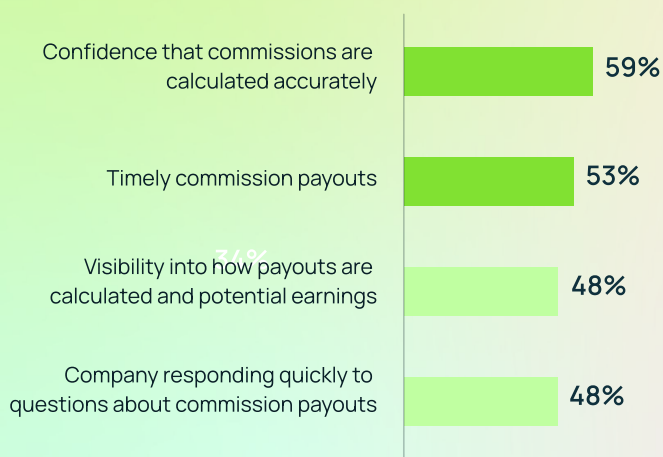 Confidence that commissions are
calculated accurately
59%
Timely commission payouts
53%
34%
Visibility into how payouts are
calculated and potential earnings
48%
Company responding quickly to
questions about commission payouts
48%